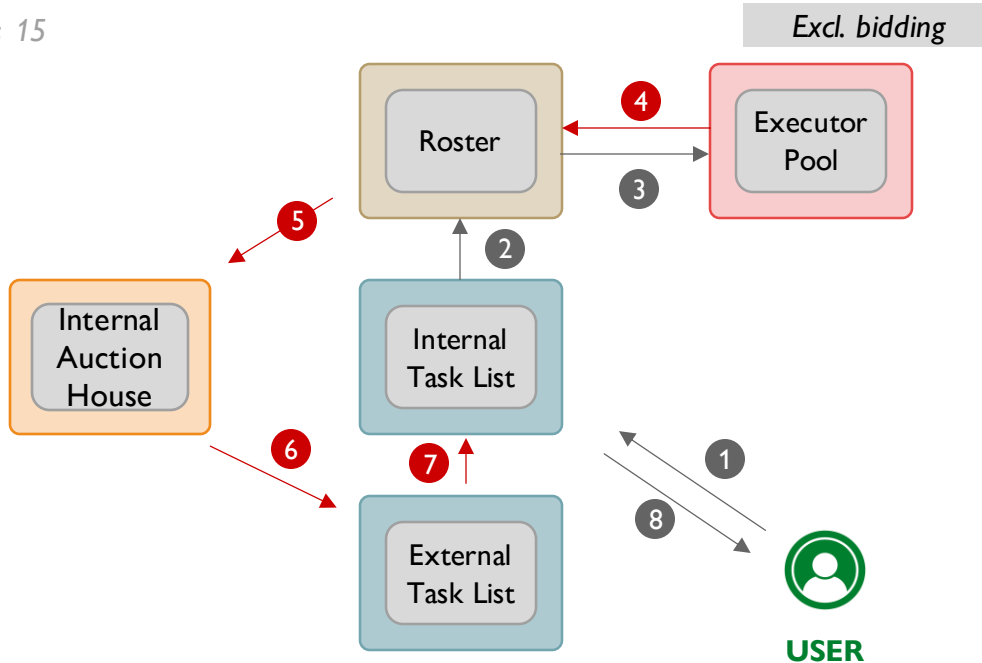 15
Excl. bidding
4
Roster
Executor
Pool
3
5
2
Internal
Auction
House
Internal
Task List
6
7
1
8
External
Task List
USER